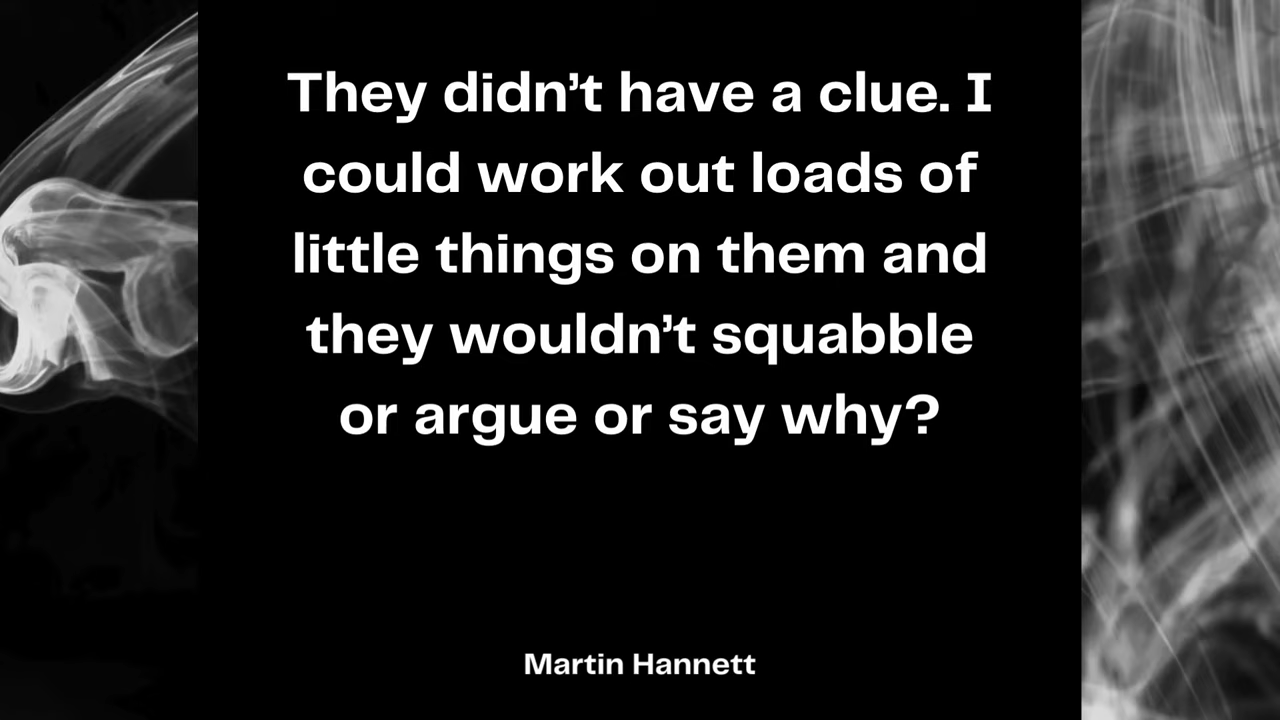 They didn’t have a clue. I
could work out loads of
little things on them and
they wouldn’t squabble
or argue or say why?
Martin Hannett